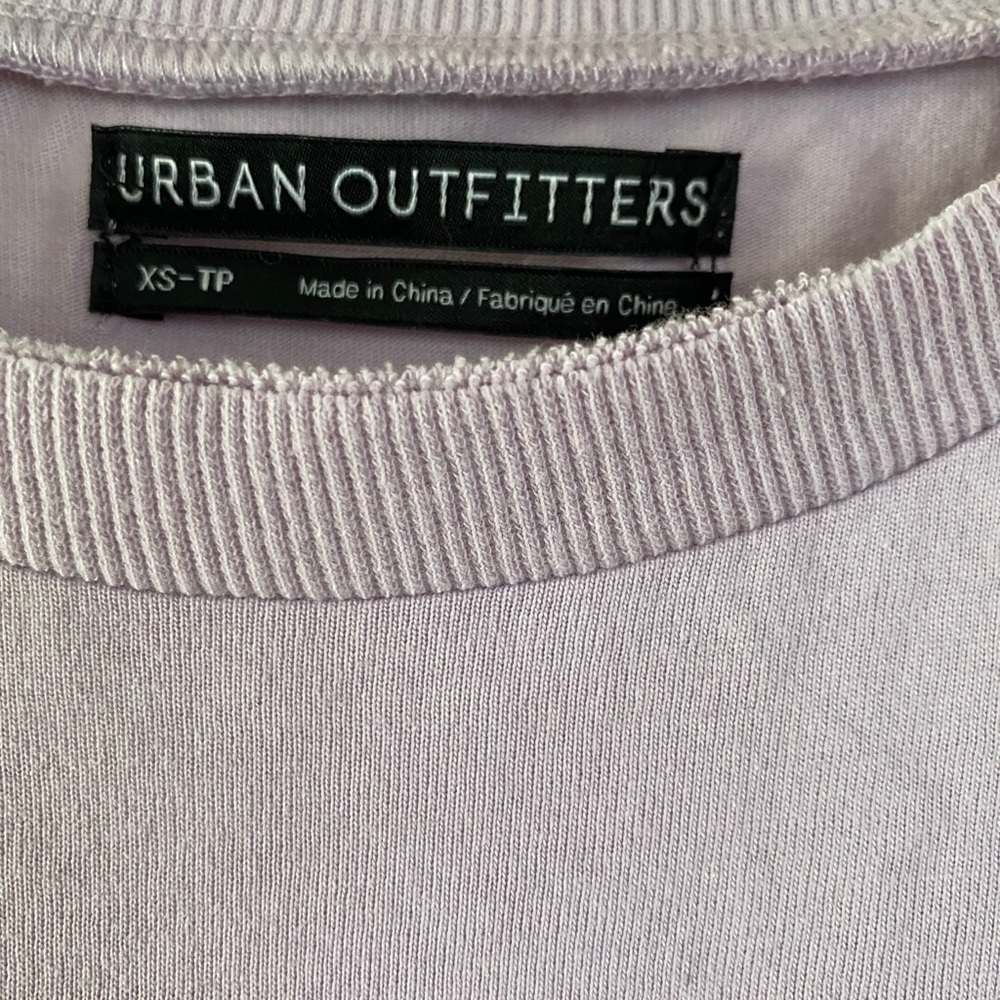 URBAN OUTFITTERS
XS-TP
Made in China / Fabriqué en Chine